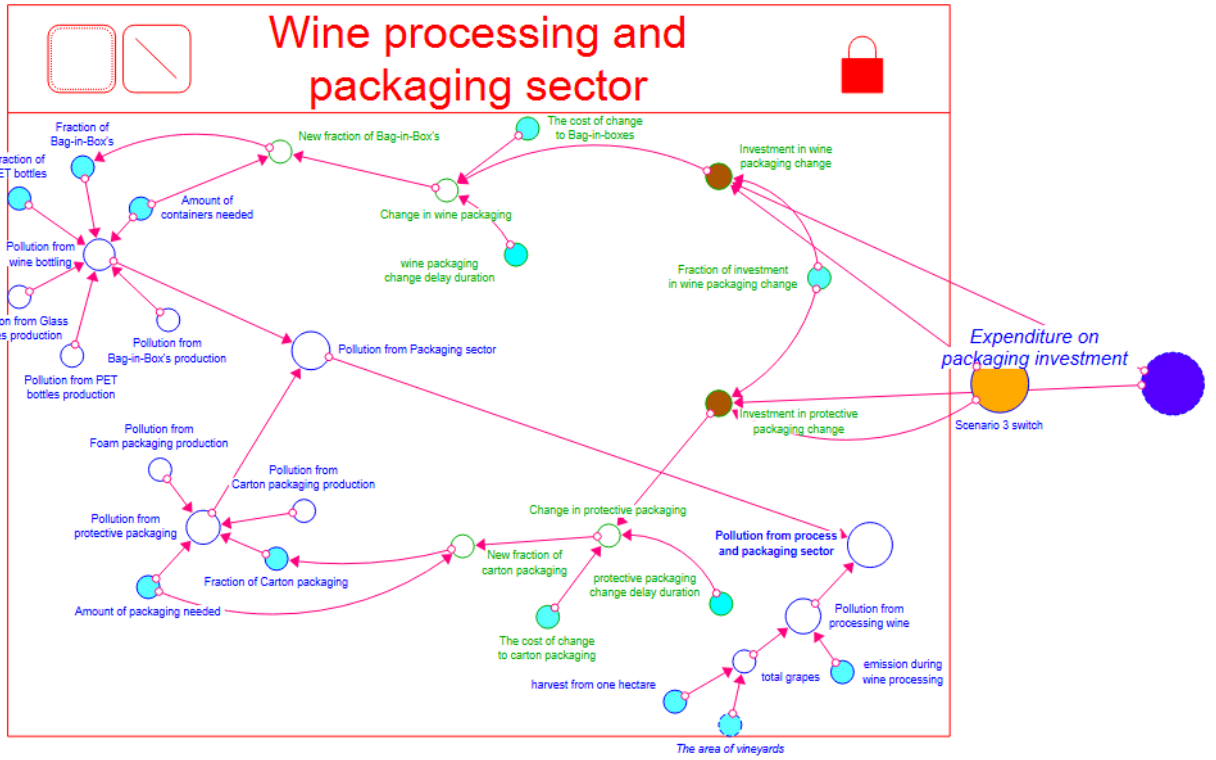 Wine processing and
packaging sector
Fraction of
Bag-in-Box's
New fraction of Bag-in-Box's
The cost of change
to Bag-in-boxes
Investment in wine
packaging change
raction of
ET bottles
Amount of
containers needed
Change in wine packaging
Pollution from
wine bottling
wine packaging
change delay duration
Fraction of investment
in wine packaging change
on from Glass
es production
Pollution from
Bag-in-Box's production
Pollution from PET
bottles production
Pollution from Packaging sector
Expenditure on
packaging investment
Investment in protective
packaging change
Scenario 3 switch
Pollution from
Foam packaging production
Pollution from
Carton packaging production
Pollution from
protective packaging
Change in protective packaging
Pollution from process
and packaging sector
New fraction of
carton packaging
Fraction of Carton packaging
protective packaging
change delay duration
Amount of packaging needed
The cost of change
to carton packaging
Pollution from
processing wine
harvest from one hectare
total grapes
emission during
wine processing
The area of vineyards